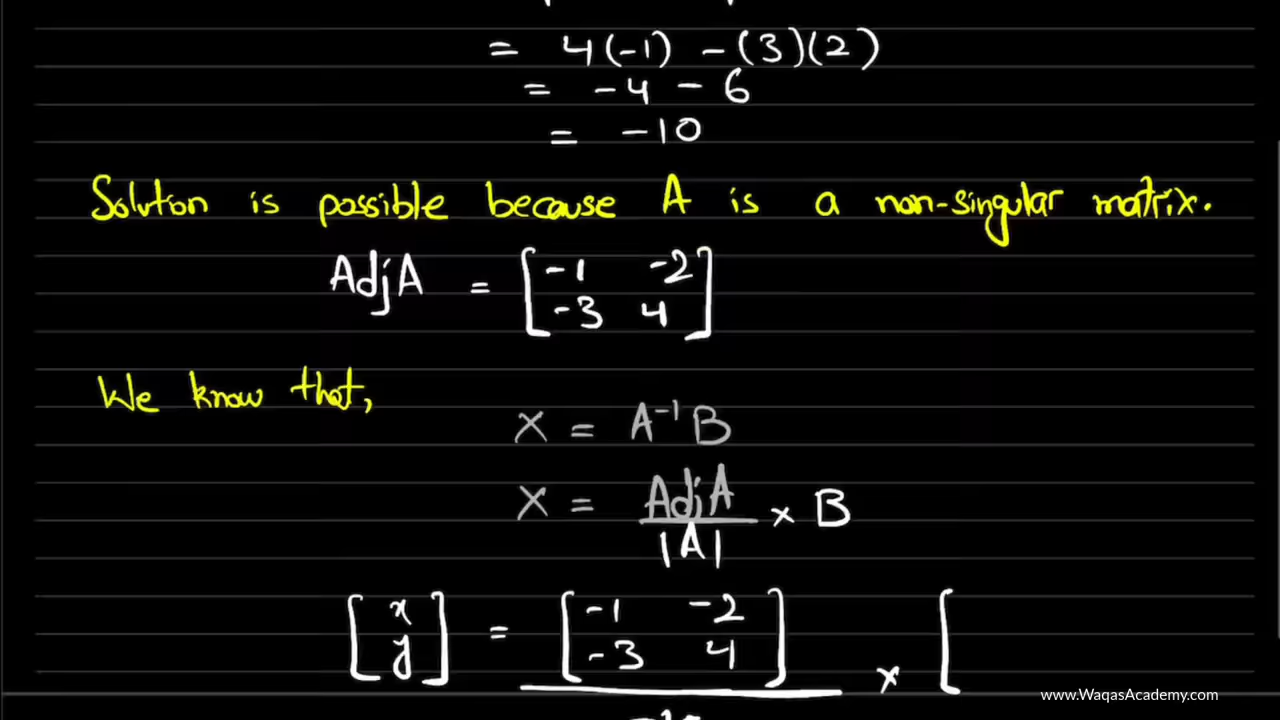 = 4(-1) - (3)(2)
= -4 - 6
= -10
Solution is possible because A is a non-singular matrix.
AdjA = [-1 -2
-3 4]
We know that,
X = A⁻¹B
X = AdjA / |A| × B
[x
y] = [-1 -2
-3 4] × [
www.WaqasAcademy.com